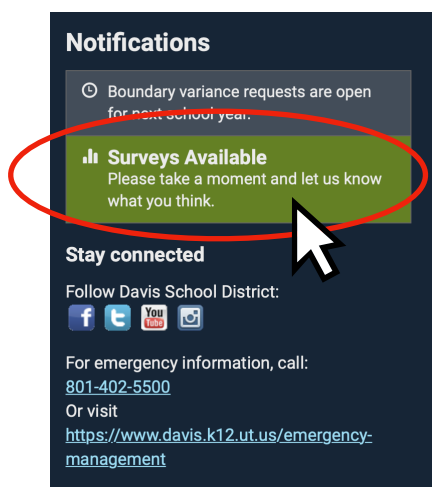 Notifications
Boundary variance requests are open
for next school year.
Surveys Available
Please take a moment and let us know
what you think.
Stay connected
Follow Davis School District:
f t You Tube
For emergency information, call:
801-402-5500
Or visit
https://www.davis.k12.ut.us/emergency-
management